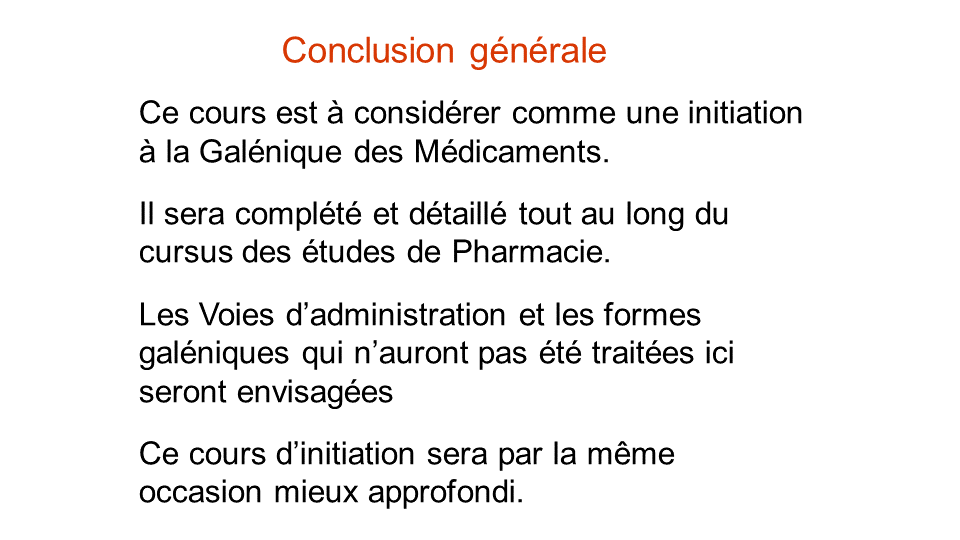 Conclusion générale
Ce cours est à considérer comme une initiation
à la Galénique des Médicaments.
Il sera complété et détaillé tout au long du
cursus des études de Pharmacie.
Les Voies d’administration et les formes
galéniques qui n’auront pas été traitées ici
seront envisagées
Ce cours d’initiation sera par la même
occasion mieux approfondi.